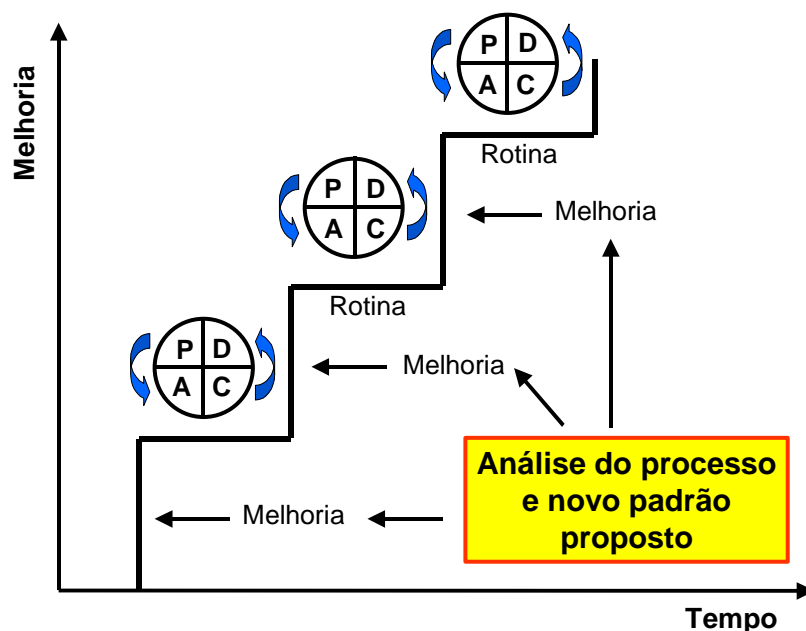 Melhoria
P D
A C
Rotina
P D
A C
Melhoria
Rotina
P D
A C
Melhoria
Análise do processo
e novo padrão
proposto
Melhoria
Tempo